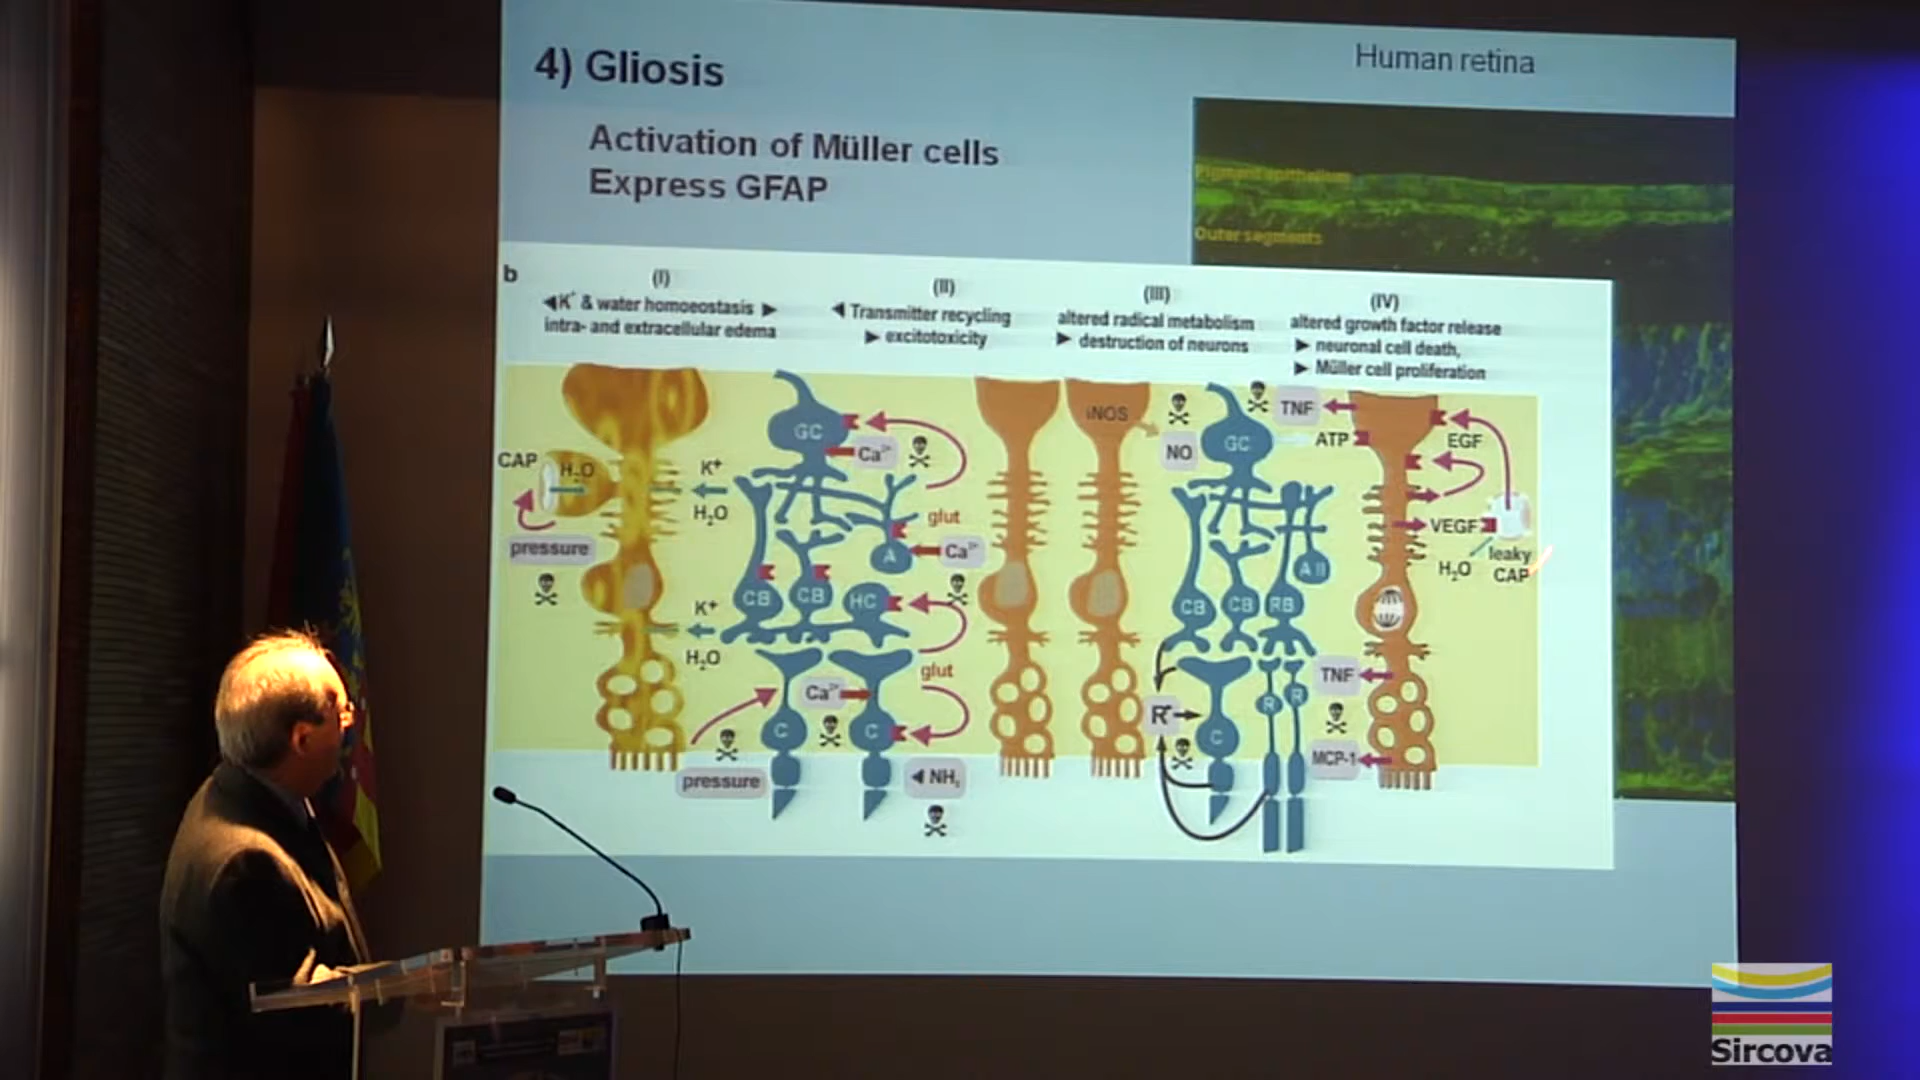 4) Gliosis
Human retina
Activation of Müller cells
Express GFAP
Pigment epithelium
Outer segments
b
(I)
◀K⁺ & water homoeostasis ▶
intra- and extracellular edema
(II)
◀ Transmitter recycling
▶ excitotoxicity
(III)
altered radical metabolism
▶ destruction of neurons
(IV)
altered growth factor release
▶ neuronal cell death,
▶ Müller cell proliferation
CAP
H₂O
pressure
K⁺
H₂O
K⁺
H₂O
GC
Ca²⁺
glut
A
Ca²⁺
CB
CB
HC
glut
Ca²⁺
C
C
pressure
◀ NH₃
iNOS
NO
GC
A II
CB
CB
RB
R•
C
R
R
TNF
ATP
EGF
VEGF
H₂O
leaky
CAP
TNF
MCP-1
Sircova